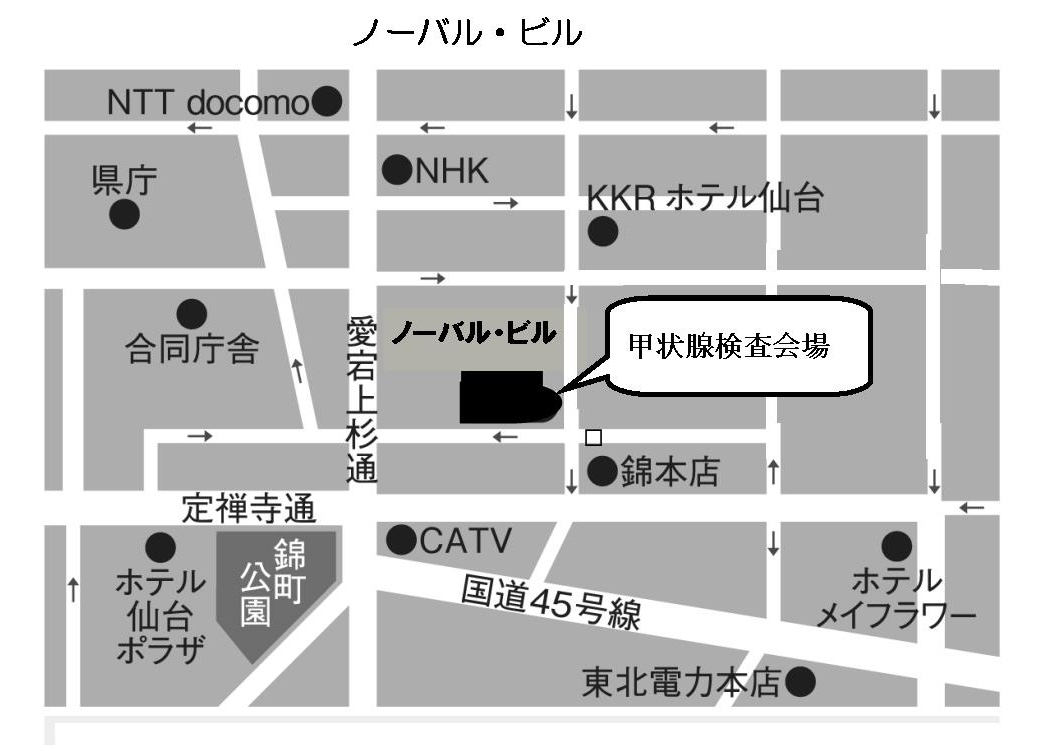 ノーバル・ビル
NTT docomo
NHK
県庁
KKR ホテル仙台
合同庁舎
愛宕上杉通
ノーバル・ビル
甲状腺検査会場
錦本店
定禅寺通
CATV
錦町
公園
ホテル
仙台
ポラザ
国道45号線
ホテル
メイフラワー
東北電力本店